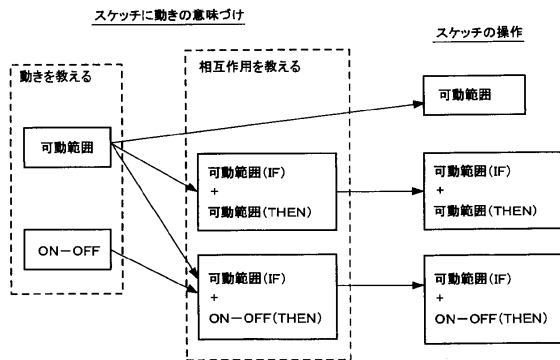 スケッチに動きの意味づけ
スケッチの操作
動きを教える
相互作用を教える
可動範囲
可動範囲
可動範囲(IF)
+
可動範囲(THEN)
可動範囲(IF)
+
可動範囲(THEN)
ON－OFF
可動範囲(IF)
+
ON－OFF(THEN)
可動範囲(IF)
+
ON－OFF(THEN)